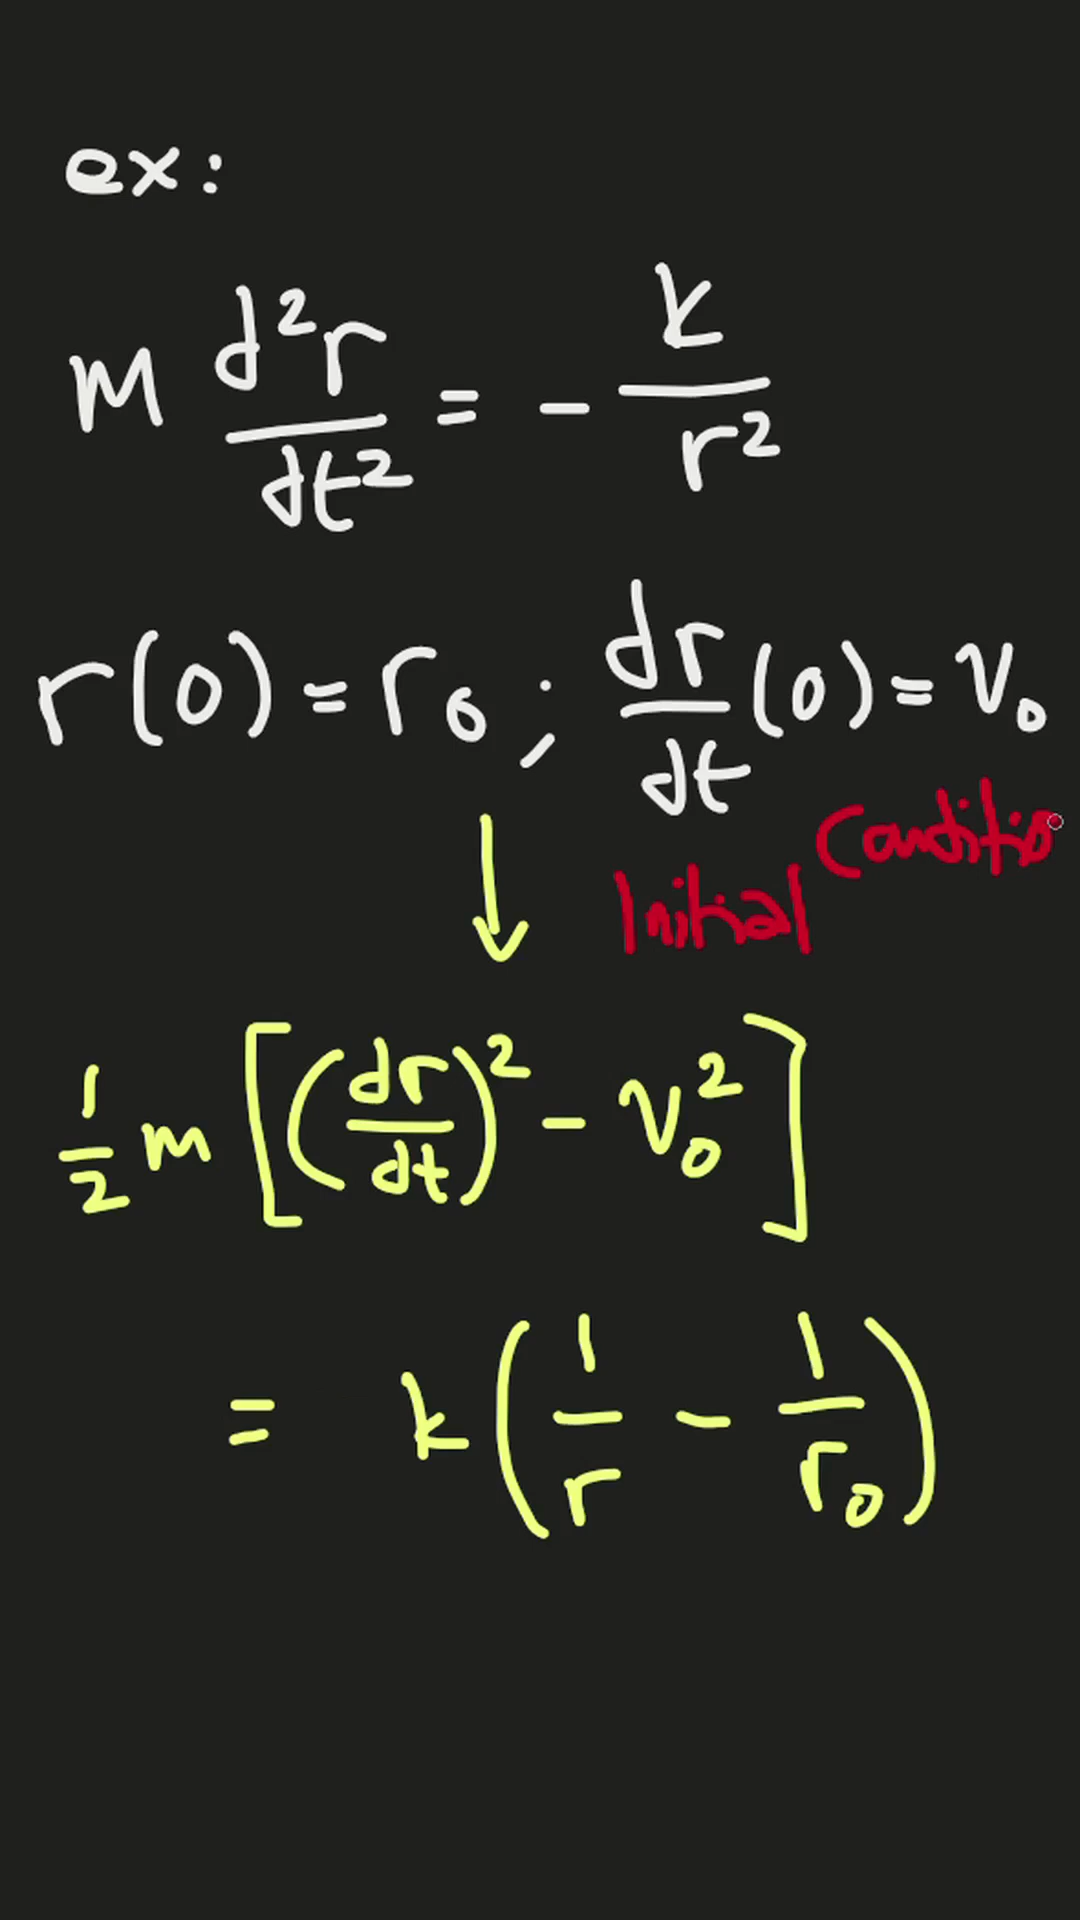 ex:
m d²r/dt² = - k/r²
r(0) = r₀ ; dr/dt (0) = v₀
Initial Conditio
1/2 m [(dr/dt)² - v₀²]
= k (1/r - 1/r₀)